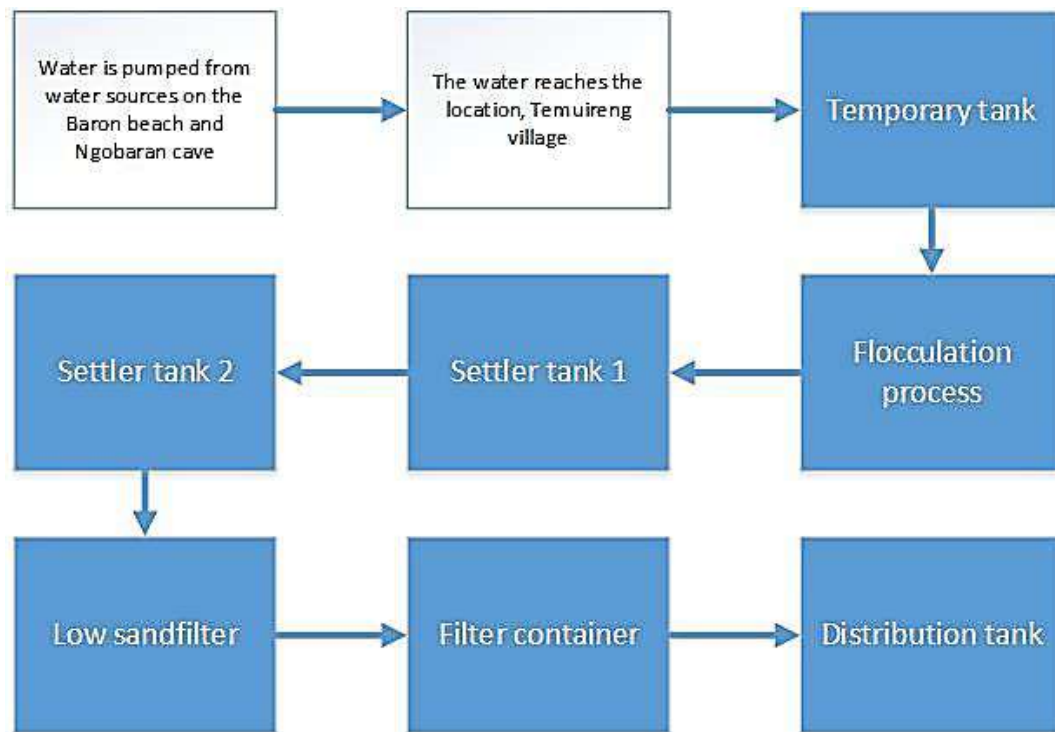 Water is pumped from
water sources on the
Baron beach and
Ngobaran cave
The water reaches the
location, Temuireng
village
Temporary tank
Flocculation
process
Settler tank 1
Settler tank 2
Low sandfilter
Filter container
Distribution tank